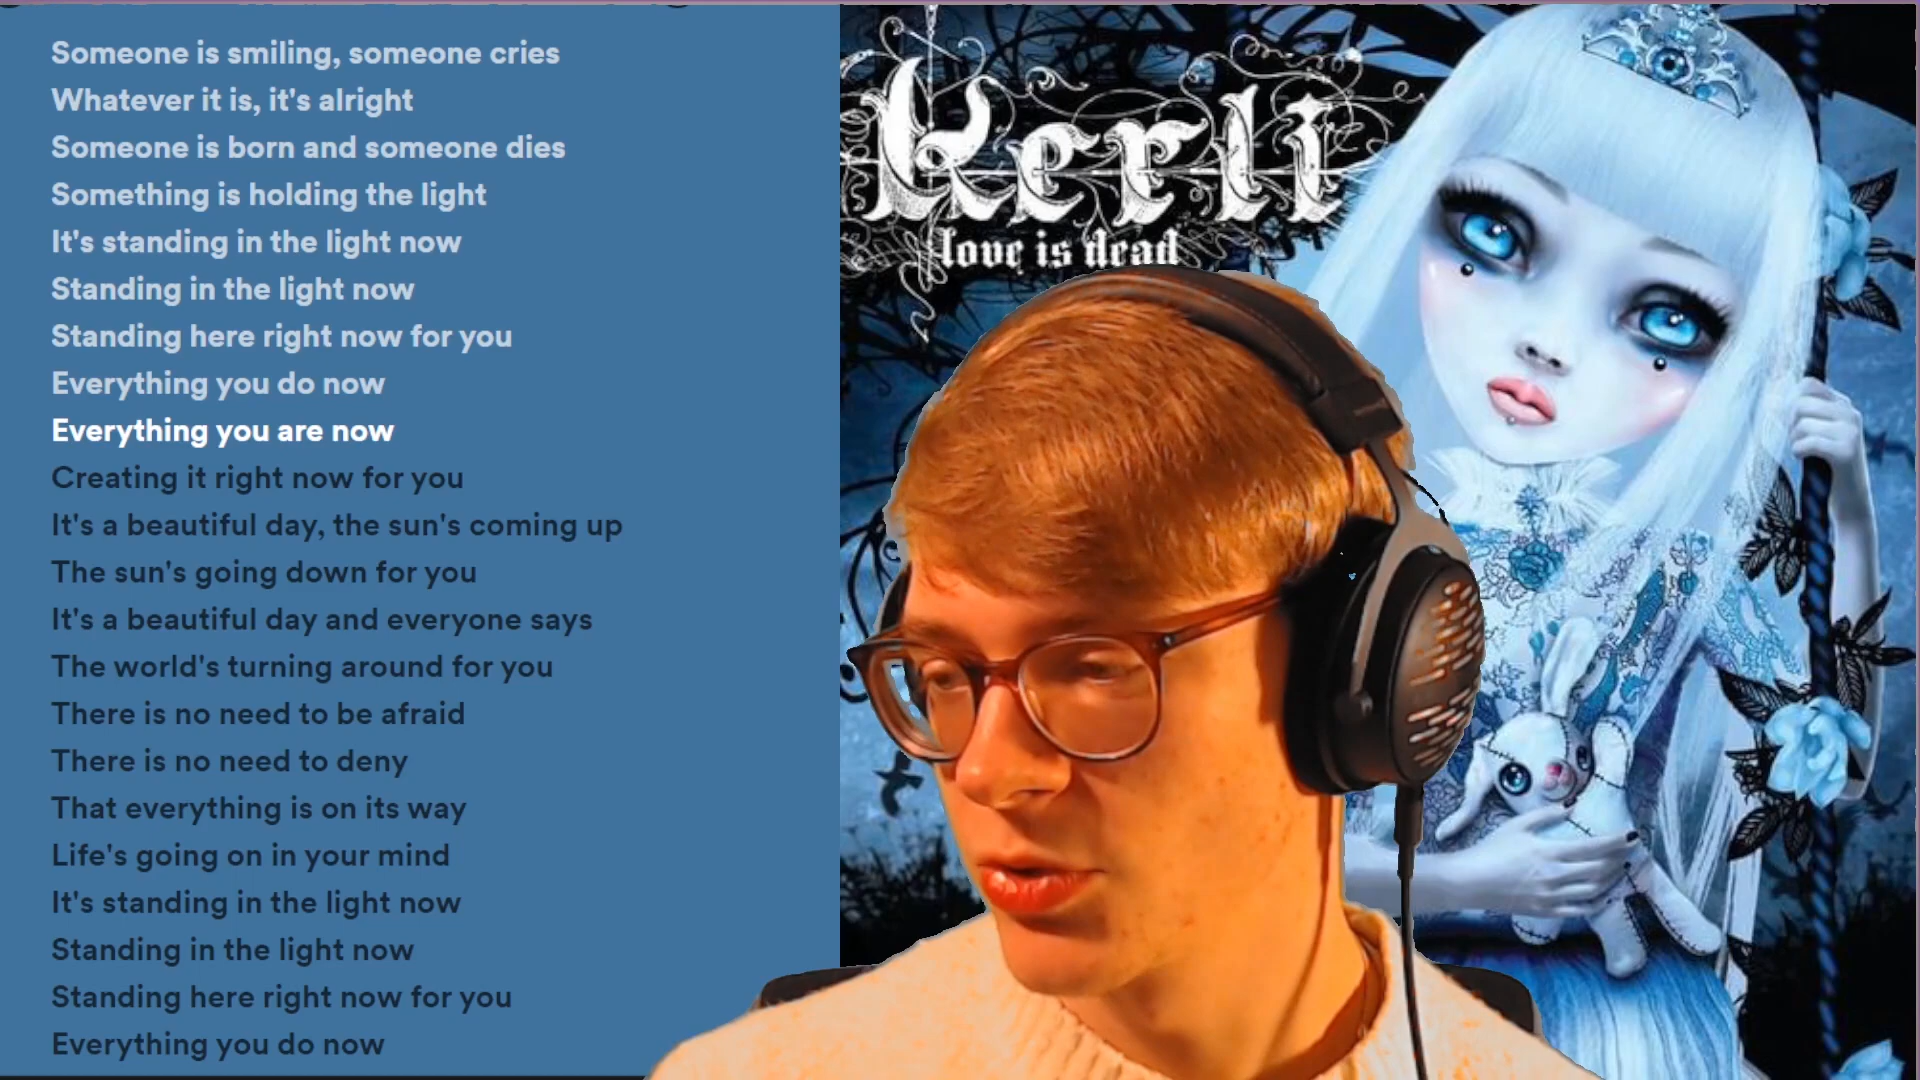 Someone is smiling, someone cries
Whatever it is, it's alright
Someone is born and someone dies
Something is holding the light
It's standing in the light now
Standing in the light now
Standing here right now for you
Everything you do now
Everything you are now
Creating it right now for you
It's a beautiful day, the sun's coming up
The sun's going down for you
It's a beautiful day and everyone says
The world's turning around for you
There is no need to be afraid
There is no need to deny
That everything is on its way
Life's going on in your mind
It's standing in the light now
Standing in the light now
Standing here right now for you
Everything you do now
Kerli
love is dead